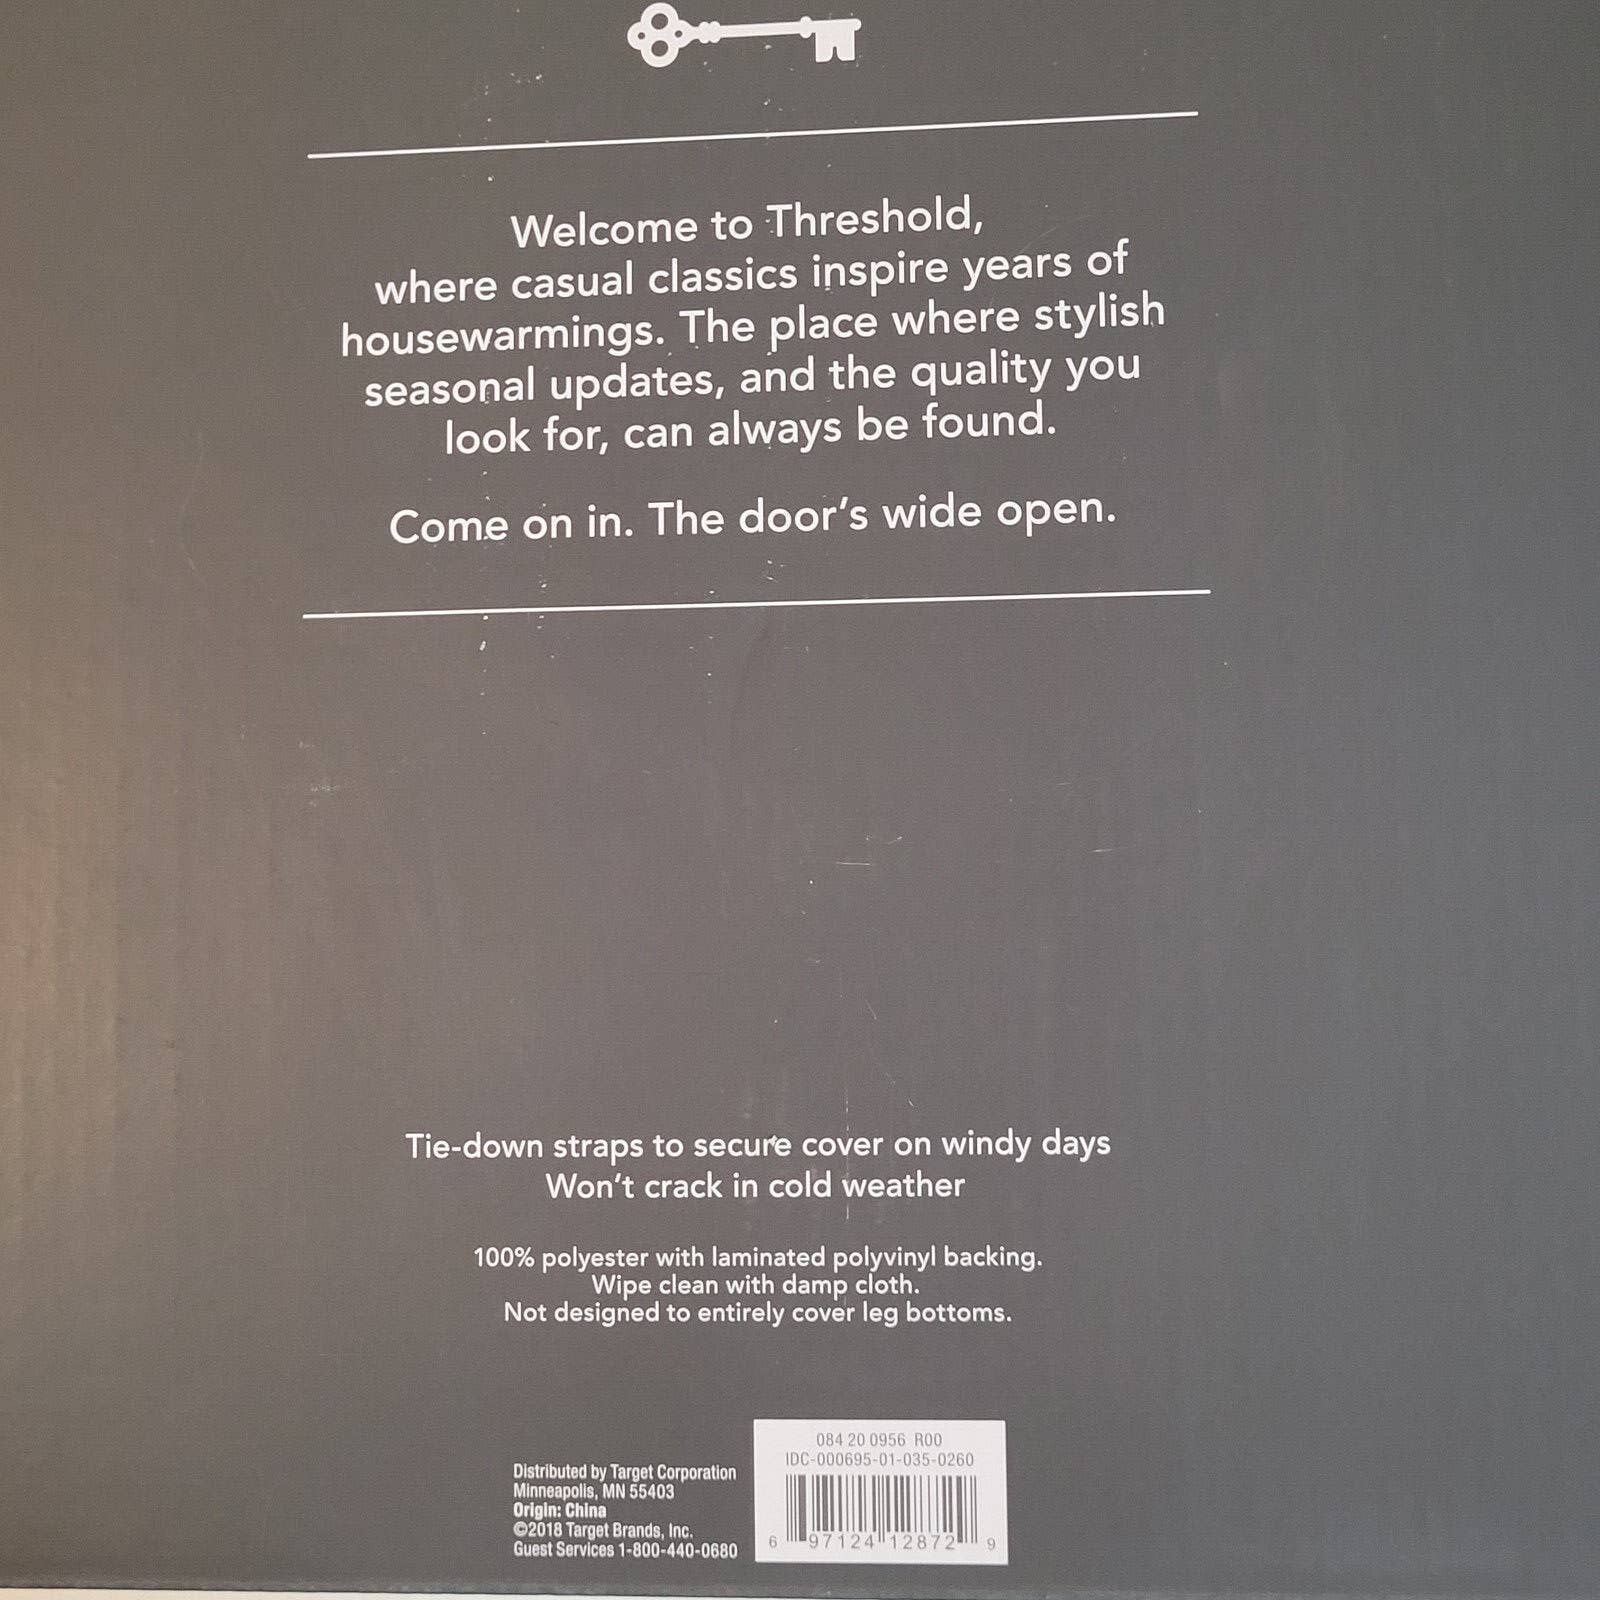 Welcome to Threshold,
where casual classics inspire years of
housewarmings. The place where stylish
seasonal updates, and the quality you
look for, can always be found.
Come on in. The door's wide open.
Tie-down straps to secure cover on windy days
Won't crack in cold weather
100% polyester with laminated polyvinyl backing.
Wipe clean with damp cloth.
Not designed to entirely cover leg bottoms.
Distributed by Target Corporation
Minneapolis, MN 55403
Origin: China
©2018 Target Brands, Inc.
Guest Services 1-800-440-0680
084 20 0956 R00
IDC-000695-01-035-0260
6 97124 12872 9